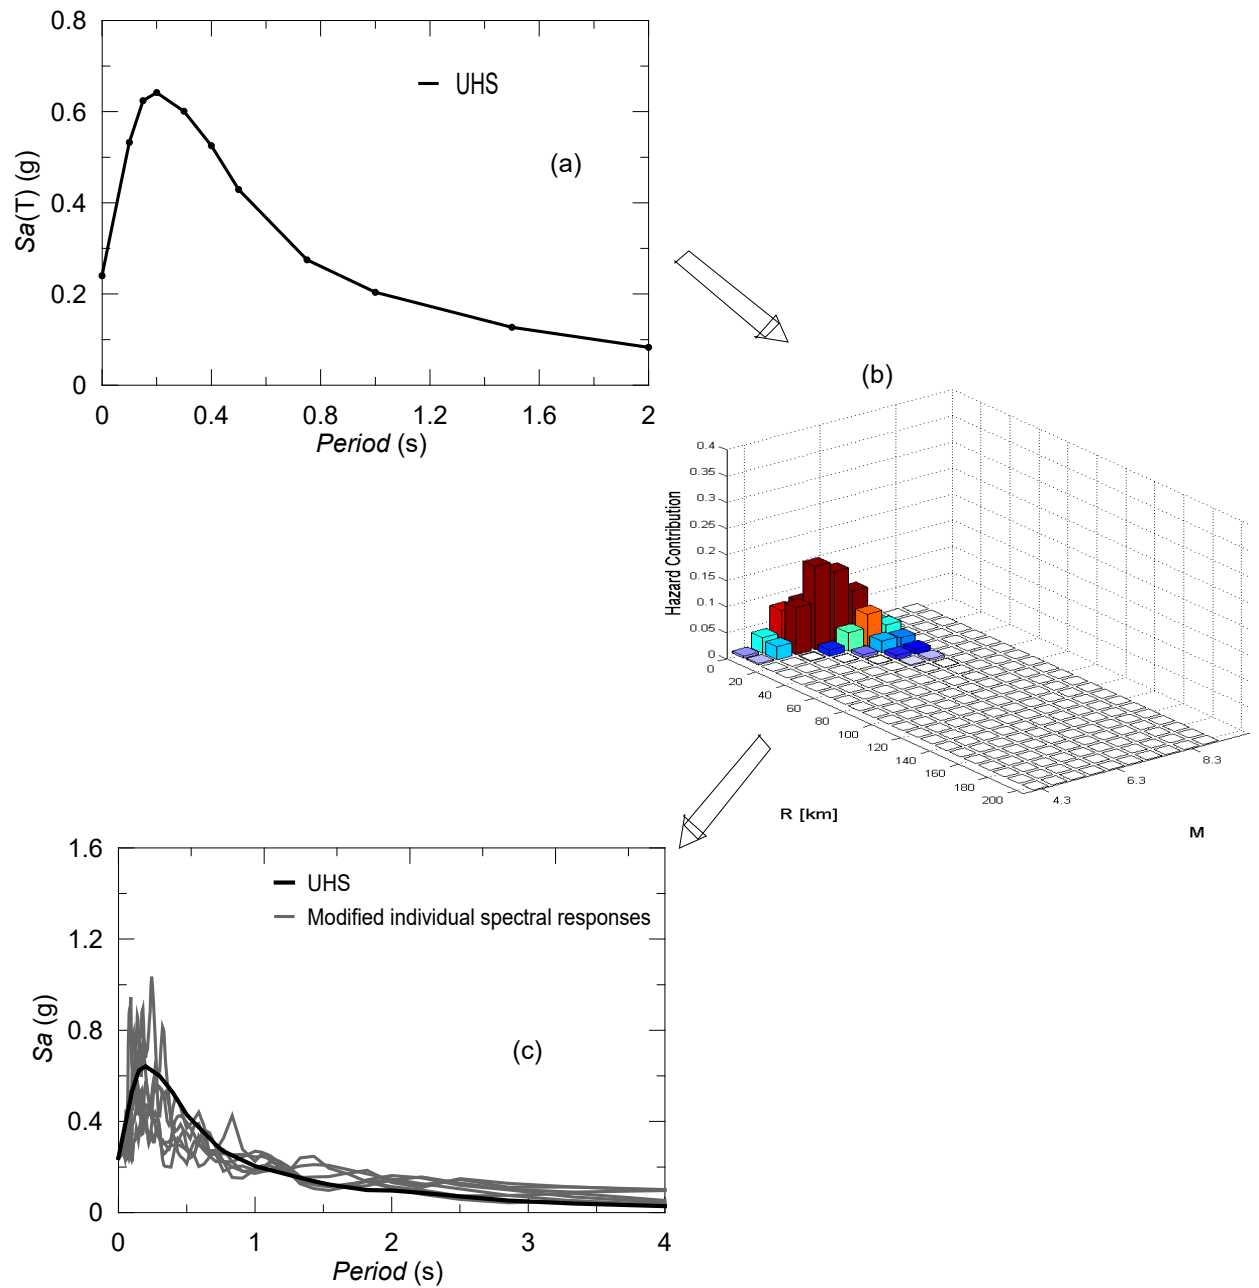 0.8
0.6
0.4
0.2
0
Sa(T) (g)
UHS
(a)
0 0.4 0.8 1.2 1.6 2
Period (s)
(b)
0.4
0.35
0.3
0.25
0.2
0.15
0.1
0.05
0
Hazard Contribution
0
20
40
60
80
100
120
140
160
180
200
R [km]
4.3
6.3
8.3
M
1.6
1.2
0.8
0.4
0
Sa (g)
UHS
Modified individual spectral responses
(c)
0 1 2 3 4
Period (s)